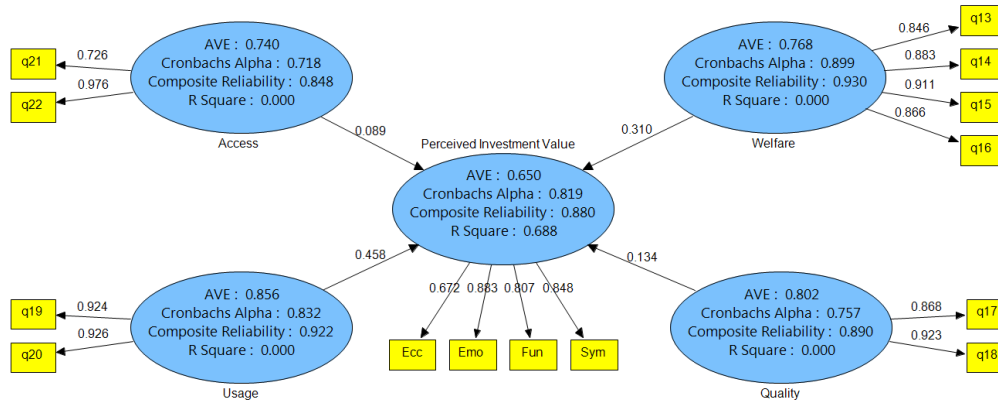 q21
q22
0.726
0.976
AVE : 0.740
Cronbachs Alpha : 0.718
Composite Reliability : 0.848
R Square : 0.000
Access
0.089
AVE : 0.768
Cronbachs Alpha : 0.899
Composite Reliability : 0.930
R Square : 0.000
Welfare
0.846
0.883
0.911
0.866
q13
q14
q15
q16
0.310
Perceived Investment Value
AVE : 0.650
Cronbachs Alpha : 0.819
Composite Reliability : 0.880
R Square : 0.688
0.458
0.134
q19
q20
0.924
0.926
AVE : 0.856
Cronbachs Alpha : 0.832
Composite Reliability : 0.922
R Square : 0.000
Usage
0.672
0.883
0.807
0.848
Ecc
Emo
Fun
Sym
AVE : 0.802
Cronbachs Alpha : 0.757
Composite Reliability : 0.890
R Square : 0.000
Quality
0.868
0.923
q17
q18